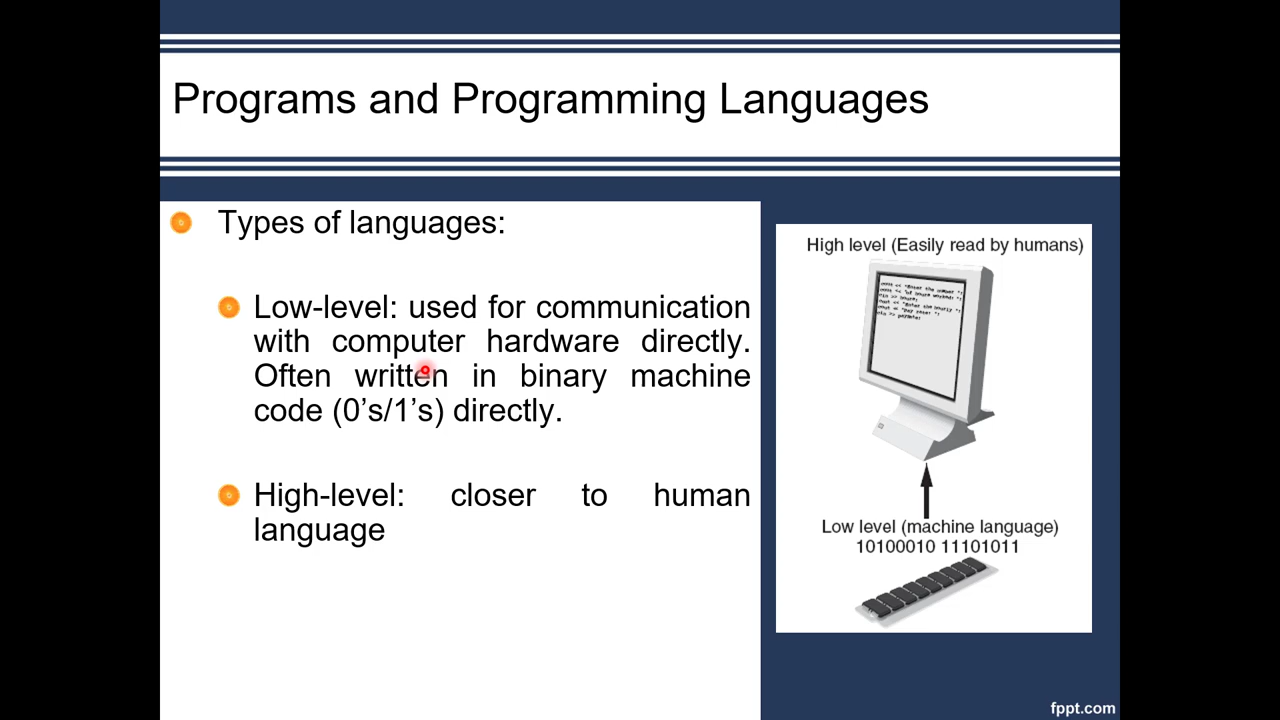 Programs and Programming Languages
Types of languages:
Low-level: used for communication
with computer hardware directly.
Often written in binary machine
code (0’s/1’s) directly.
High-level: closer to human
language
High level (Easily read by humans)
Low level (machine language)
10100010 11101011
fppt.com